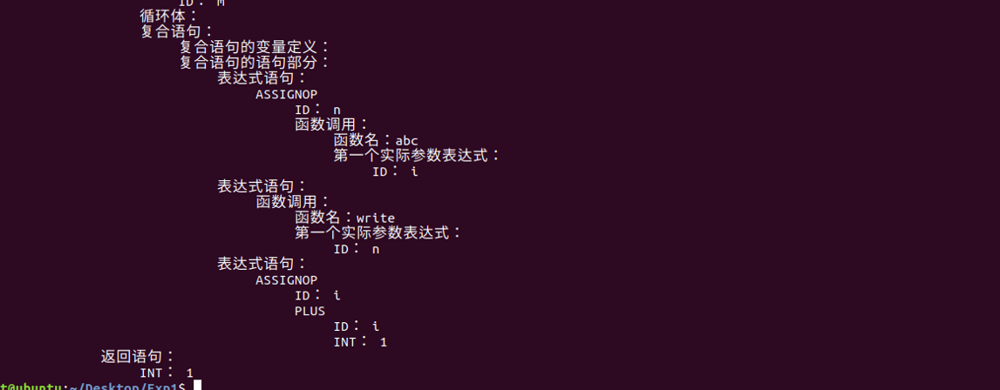 ID： m
循环体：
复合语句：
复合语句的变量定义：
复合语句的语句部分：
表达式语句：
ASSIGNOP
ID： n
函数调用：
函数名：abc
第一个实际参数表达式：
ID： i
表达式语句：
函数调用：
函数名：write
第一个实际参数表达式：
ID： n
表达式语句：
ASSIGNOP
ID： i
PLUS
ID： i
INT： 1
返回语句：
INT： 1
t@ubuntu:~/Desktop/Exp1$